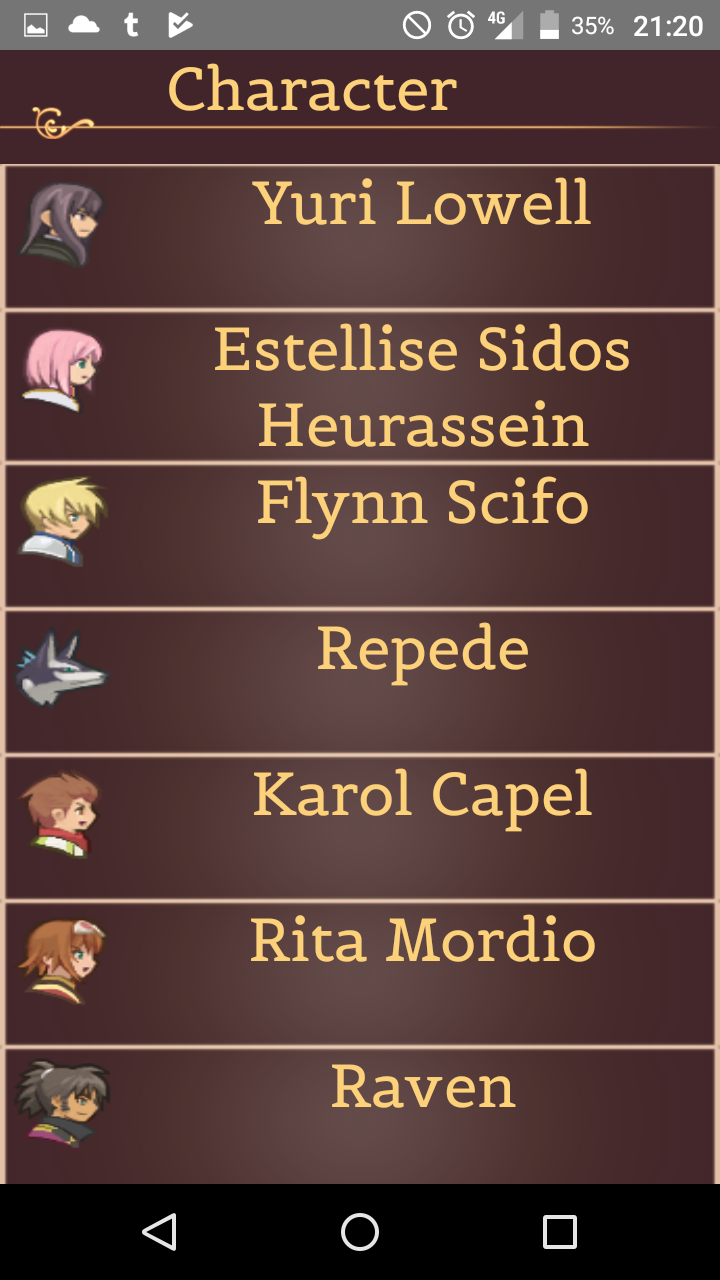 4G 35% 21:20
Character
Yuri Lowell
Estellise Sidos
Heurassein
Flynn Scifo
Repede
Karol Capel
Rita Mordio
Raven